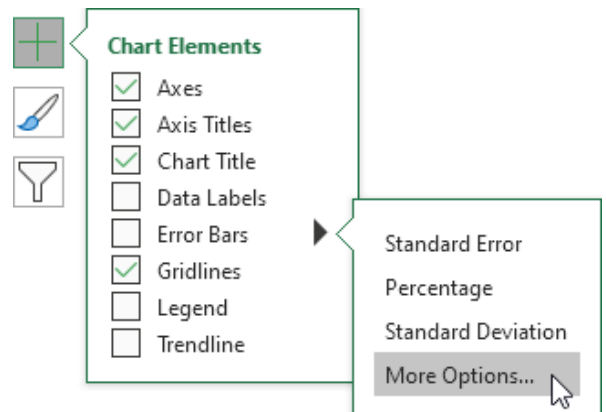 Chart Elements
Axes
Axis Titles
Chart Title
Data Labels
Error Bars
Gridlines
Legend
Trendline
Standard Error
Percentage
Standard Deviation
More Options...